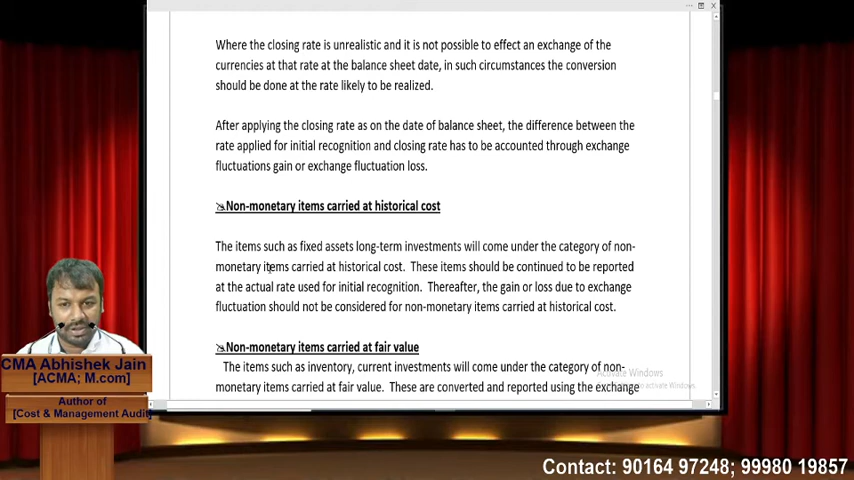 Where the closing rate is unrealistic and it is not possible to effect an exchange of the
currencies at that rate at the balance sheet date, in such circumstances the conversion
should be done at the rate likely to be realized.
After applying the closing rate as on the date of balance sheet, the difference between the
rate applied for initial recognition and closing rate has to be accounted through exchange
fluctuations gain or exchange fluctuation loss.
Non-monetary items carried at historical cost
The items such as fixed assets long-term investments will come under the category of non-
monetary items carried at historical cost. These items should be continued to be reported
at the actual rate used for initial recognition. Thereafter, the gain or loss due to exchange
fluctuation should not be considered for non-monetary items carried at historical cost.
Non-monetary items carried at fair value
The items such as inventory, current investments will come under the category of non-
monetary items carried at fair value. These are converted and reported using the exchange
Activate Windows
to activate Windows.
CMA Abhishek Jain
[ACMA; M.com]
Author of
[Cost & Management Audit]
Contact: 90164 97248; 99980 19857